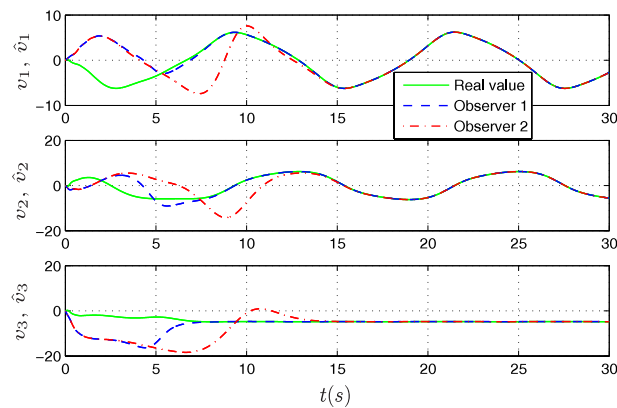 10
0
−10
0 5 10 15 20 25 30
v₁, v̂₁
Real value
Observer 1
Observer 2
20
0
−20
0 5 10 15 20 25 30
v₂, v̂₂
20
0
−20
0 5 10 15 20 25 30
v₃, v̂₃
t(s)